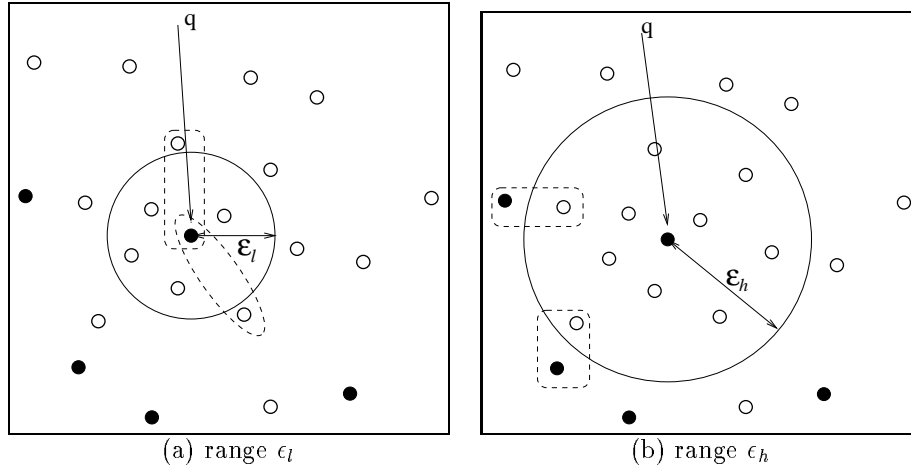 q
q
ε_l
ε_h
(a) range ϵ_l
(b) range ϵ_h